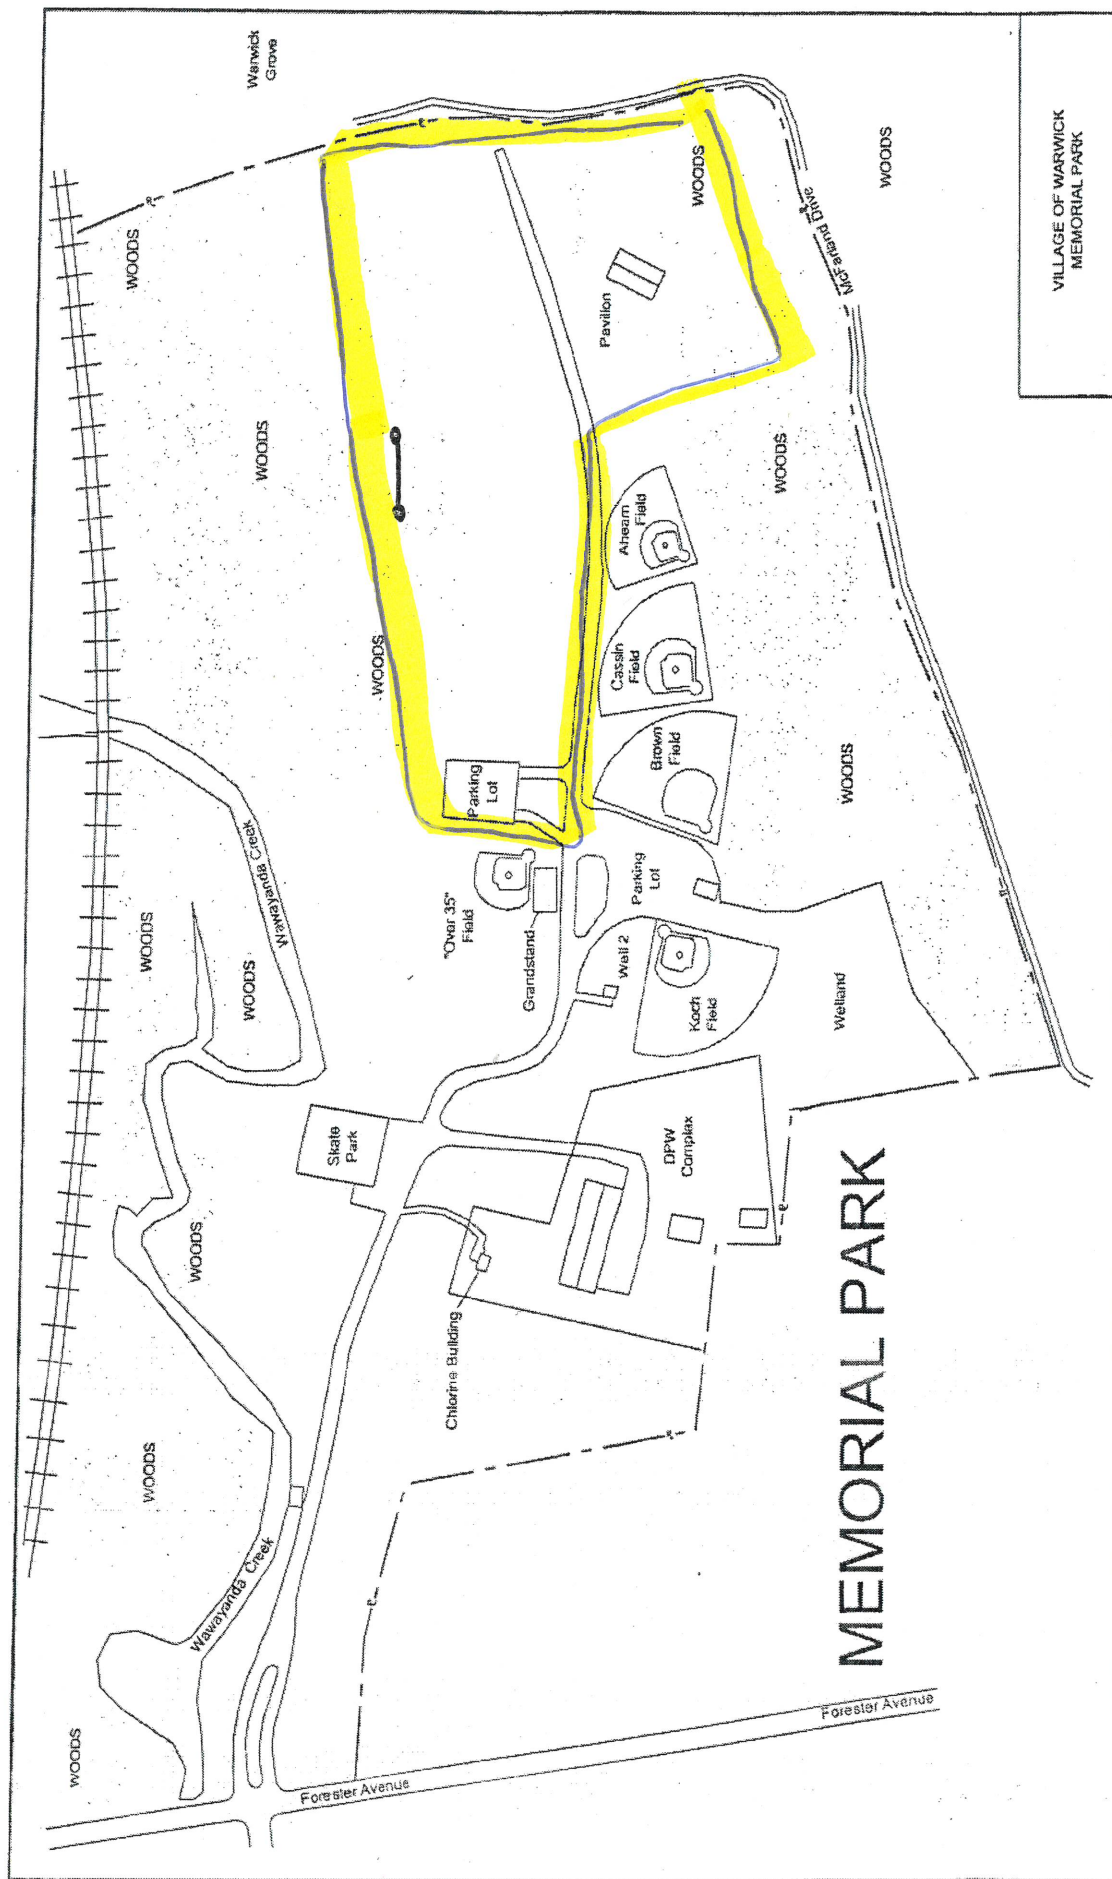 WOODS
WOODS
WOODS
WOODS
WOODS
WOODS
WOODS
WOODS
WOODS
Warwick
Grove
Wawayanda Creek
Wawayanda Creek
Skate
Park
Chlorine Building
"Over 35"
Field
Grandstand
Parking
Lot
Pavilion
WOODS
Forester Avenue
Well 2
Parking
Lot
Brown
Field
Cassin
Field
Ahearn
Field
DPW
Complex
Koch
Field
Wetland
WOODS
WOODS
McFarland Drive
WOODS
Forester Avenue
MEMORIAL PARK
VILLAGE OF WARWICK
MEMORIAL PARK